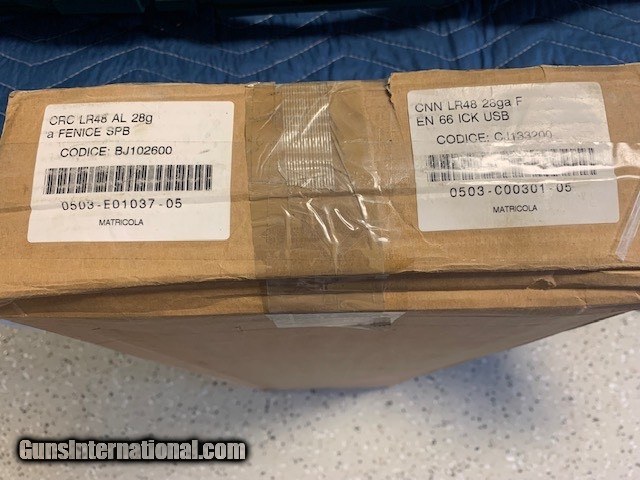 CRC LR48 AL 28g
a FENICE SPB
CODICE: BJ102600
0503-E01037-05
MATRICOLA
CNN LR48 28ga F
EN 66 ICK USB
CODICE:
0503-C00301-05
MATRICOLA
GunsInternational.com